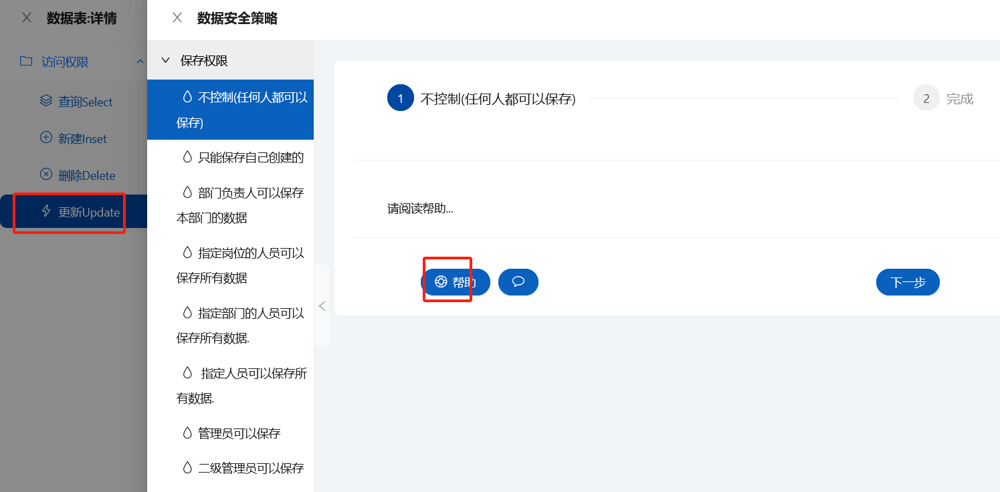 数据表:详情
访问权限
查询Select
新建Inset
删除Delete
更新Update
数据安全策略
保存权限
不控制(任何人都可以
保存)
只能保存自己创建的
部门负责人可以保存
本部门的数据
指定岗位的人员可以
保存所有数据
指定部门的人员可以
保存所有数据.
指定人员可以保存所
有数据.
管理员可以保存
二级管理员可以保存
1 不控制(任何人都可以保存)
2 完成
请阅读帮助...
帮助
下一步